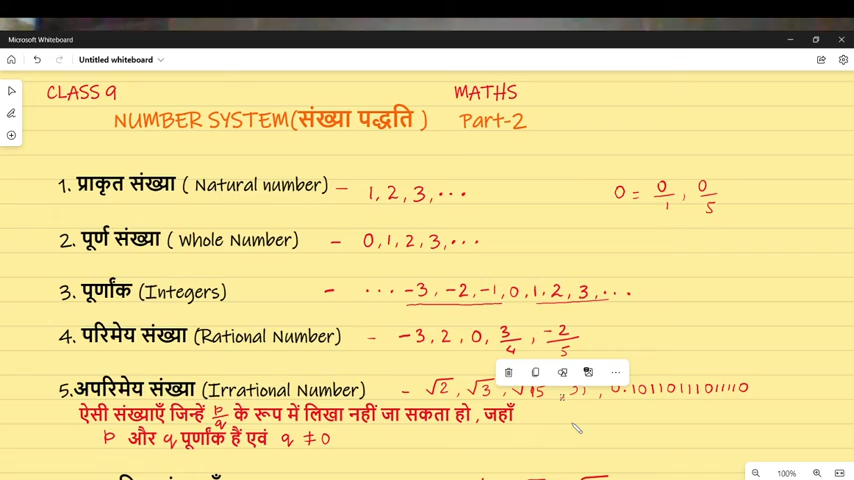 Microsoft Whiteboard
Untitled whiteboard
CLASS 9 MATHS
NUMBER SYSTEM(संख्या पद्धति ) Part-2
1. प्राकृत संख्या ( Natural number) – 1, 2, 3, ... 0 = 0/1 , 0/5
2. पूर्ण संख्या ( Whole Number) - 0, 1, 2, 3, ...
3. पूर्णांक (Integers) - ... -3, -2, -1, 0, 1, 2, 3, ...
4. परिमेय संख्या (Rational Number) - -3, 2, 0, 3/4 , -2/5
5.अपरिमेय संख्या (Irrational Number) - √2 , √3 , √15 , 0.10110111011110
ऐसी संख्याएँ जिन्हें p/q के रूप में लिखा नहीं जा सकता हो , जहाँ
p और q पूर्णांक हैं एवं q ≠ 0
100%